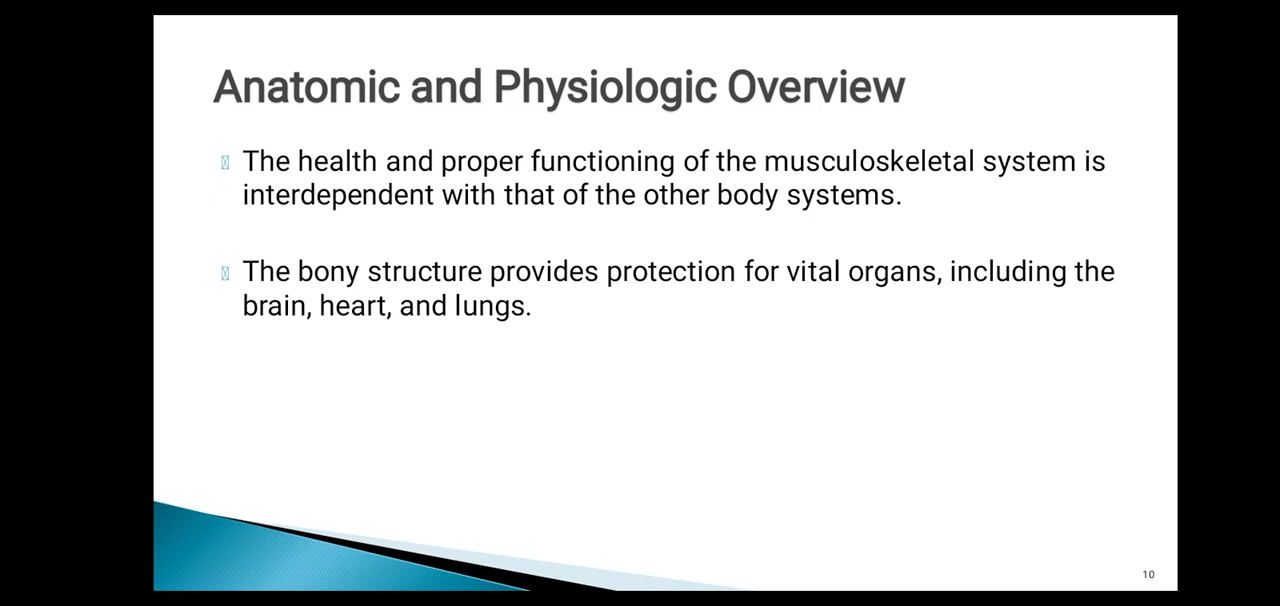 Anatomic and Physiologic Overview
The health and proper functioning of the musculoskeletal system is
interdependent with that of the other body systems.
The bony structure provides protection for vital organs, including the
brain, heart, and lungs.
10